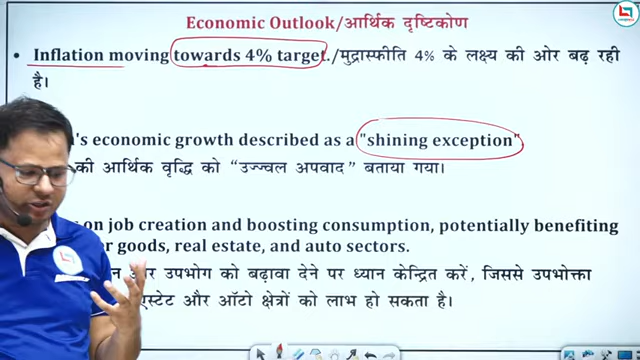 Economic Outlook/आर्थिक दृष्टिकोण
• Inflation moving towards 4% target./मुद्रास्फीति 4% के लक्ष्य की ओर बढ़ रही
है।
's economic growth described as a "shining exception"
की आर्थिक वृद्धि को "उज्ज्वल अपवाद" बताया गया।
on job creation and boosting consumption, potentially benefiting
goods, real estate, and auto sectors.
और उपभोग को बढ़ावा देने पर ध्यान केन्द्रित करें, जिससे उपभोक्ता
और ऑटो क्षेत्रों को लाभ हो सकता है।